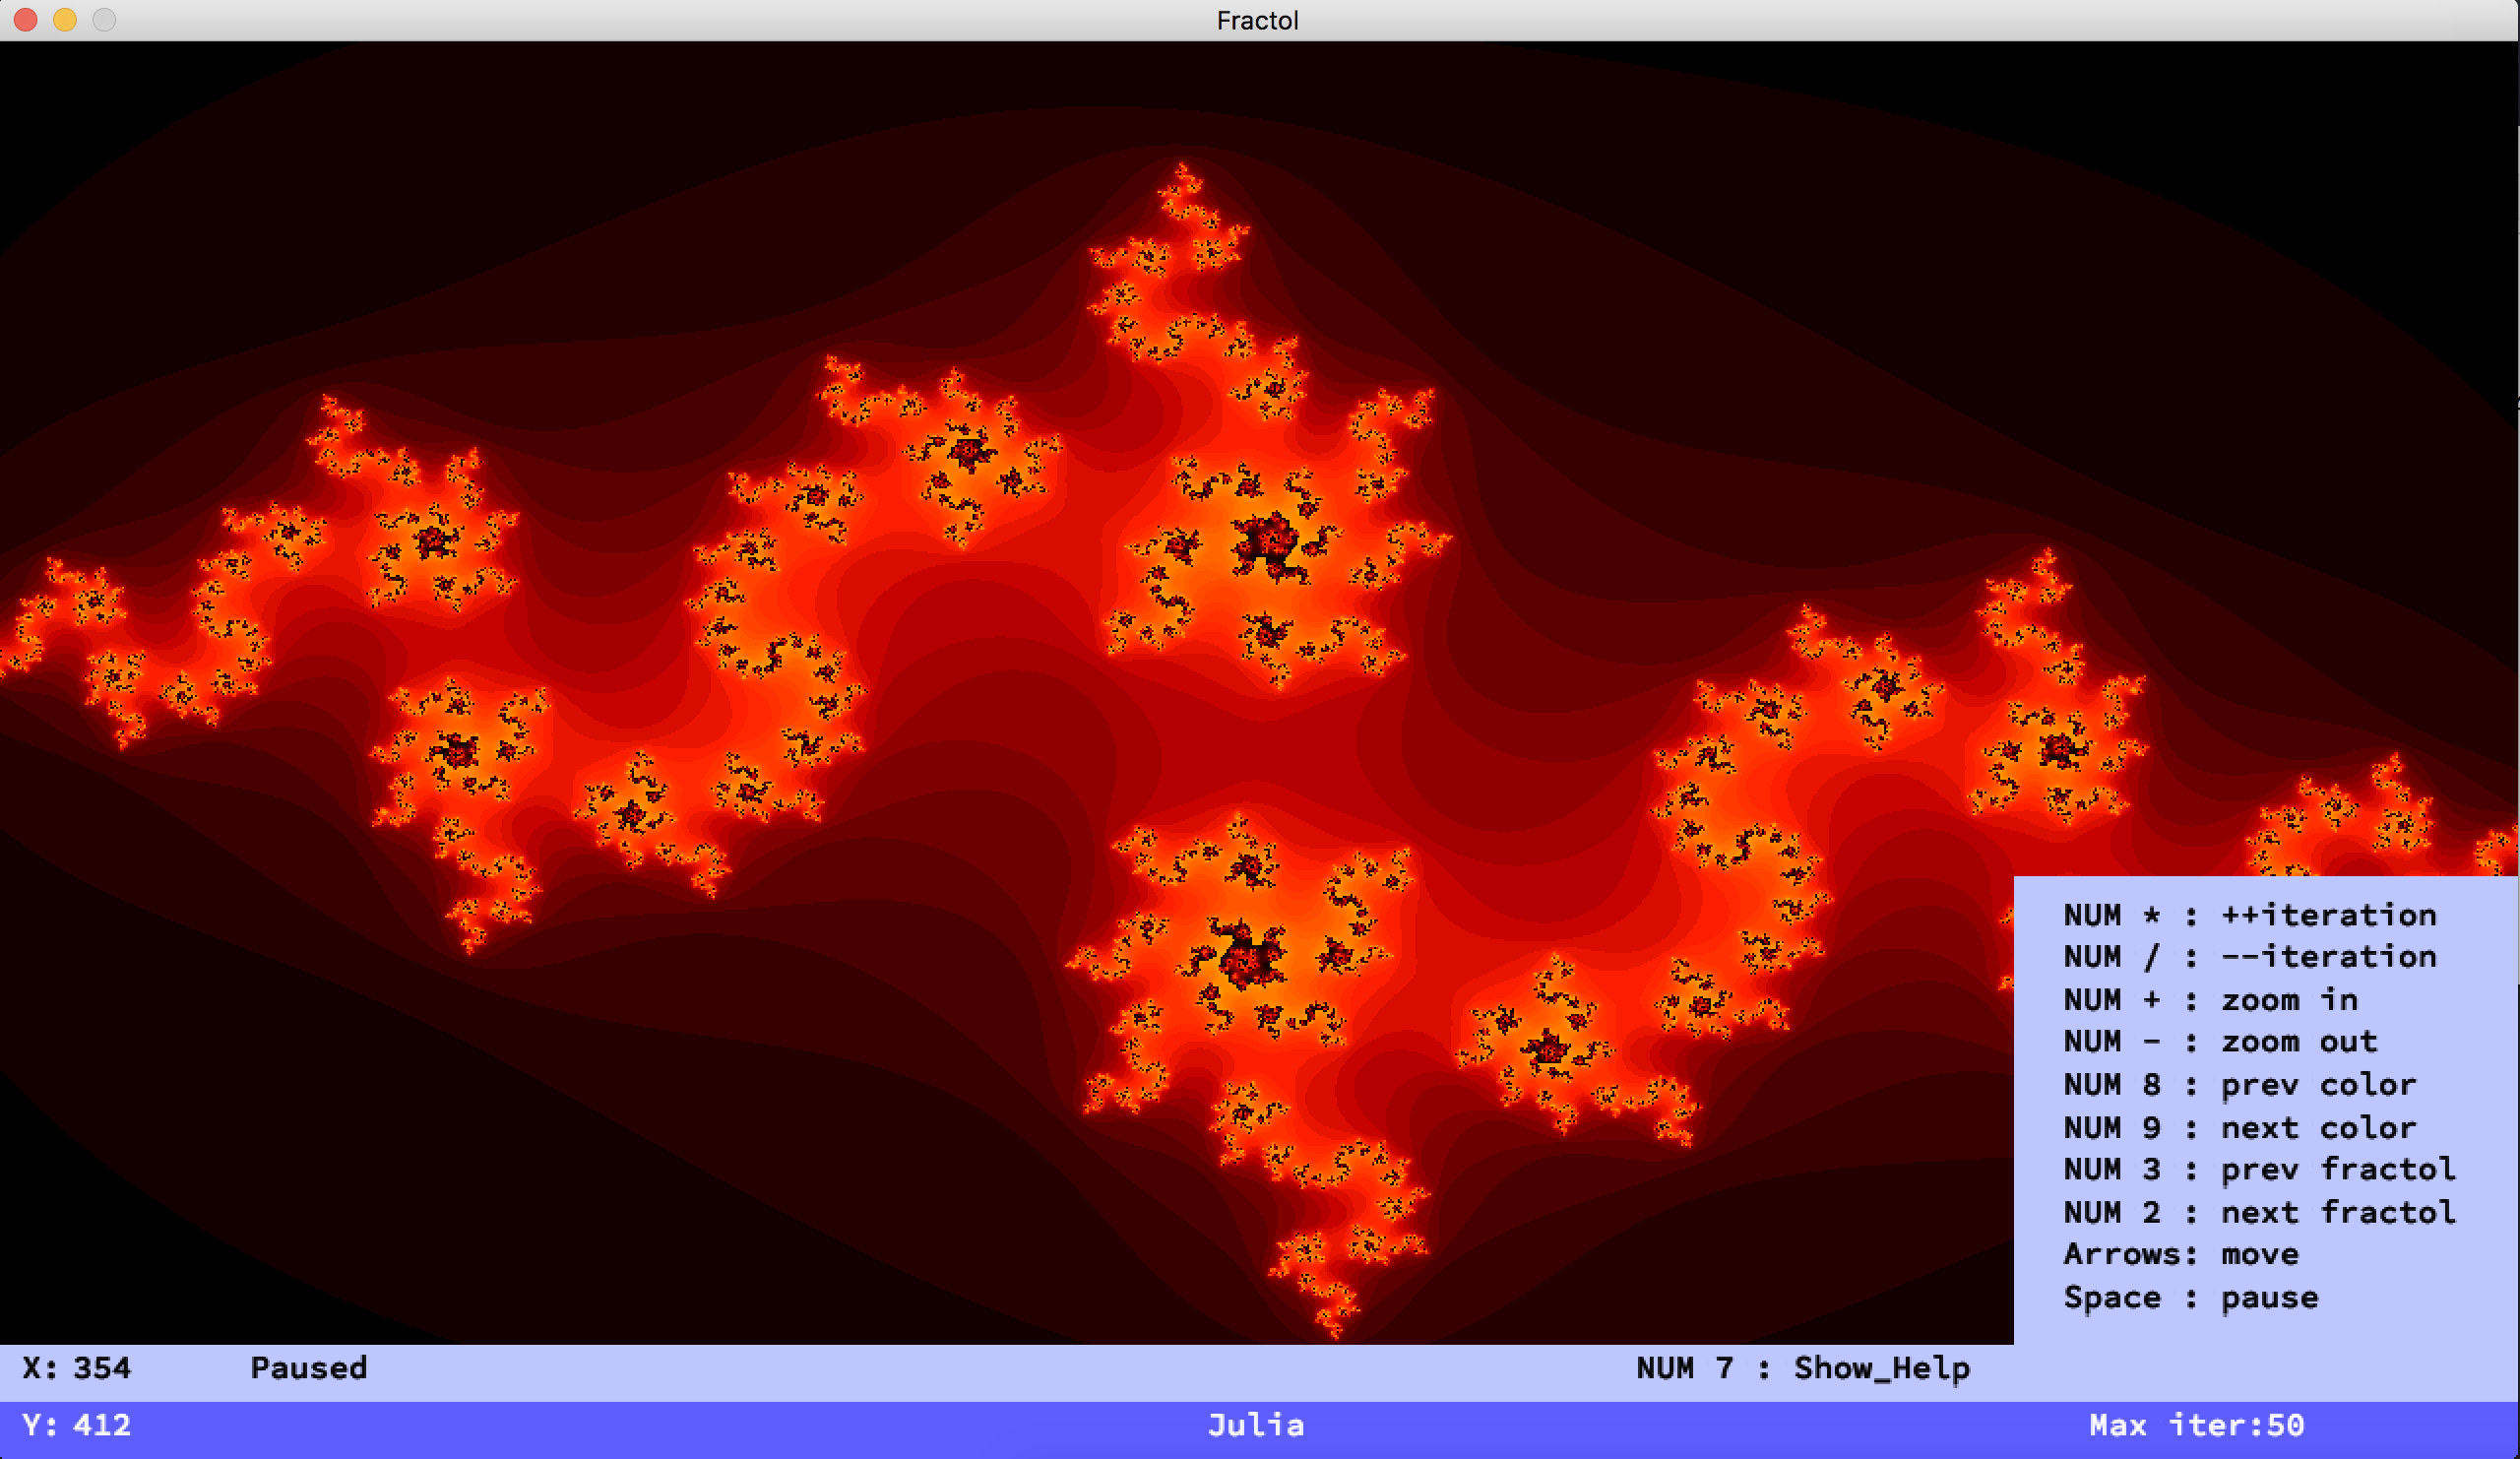 Fractol
NUM * : ++iteration
NUM / : --iteration
NUM + : zoom in
NUM - : zoom out
NUM 8 : prev color
NUM 9 : next color
NUM 3 : prev fractol
NUM 2 : next fractol
Arrows: move
Space : pause
X: 354 Paused NUM 7 : Show_Help
Y: 412 Julia Max iter:50